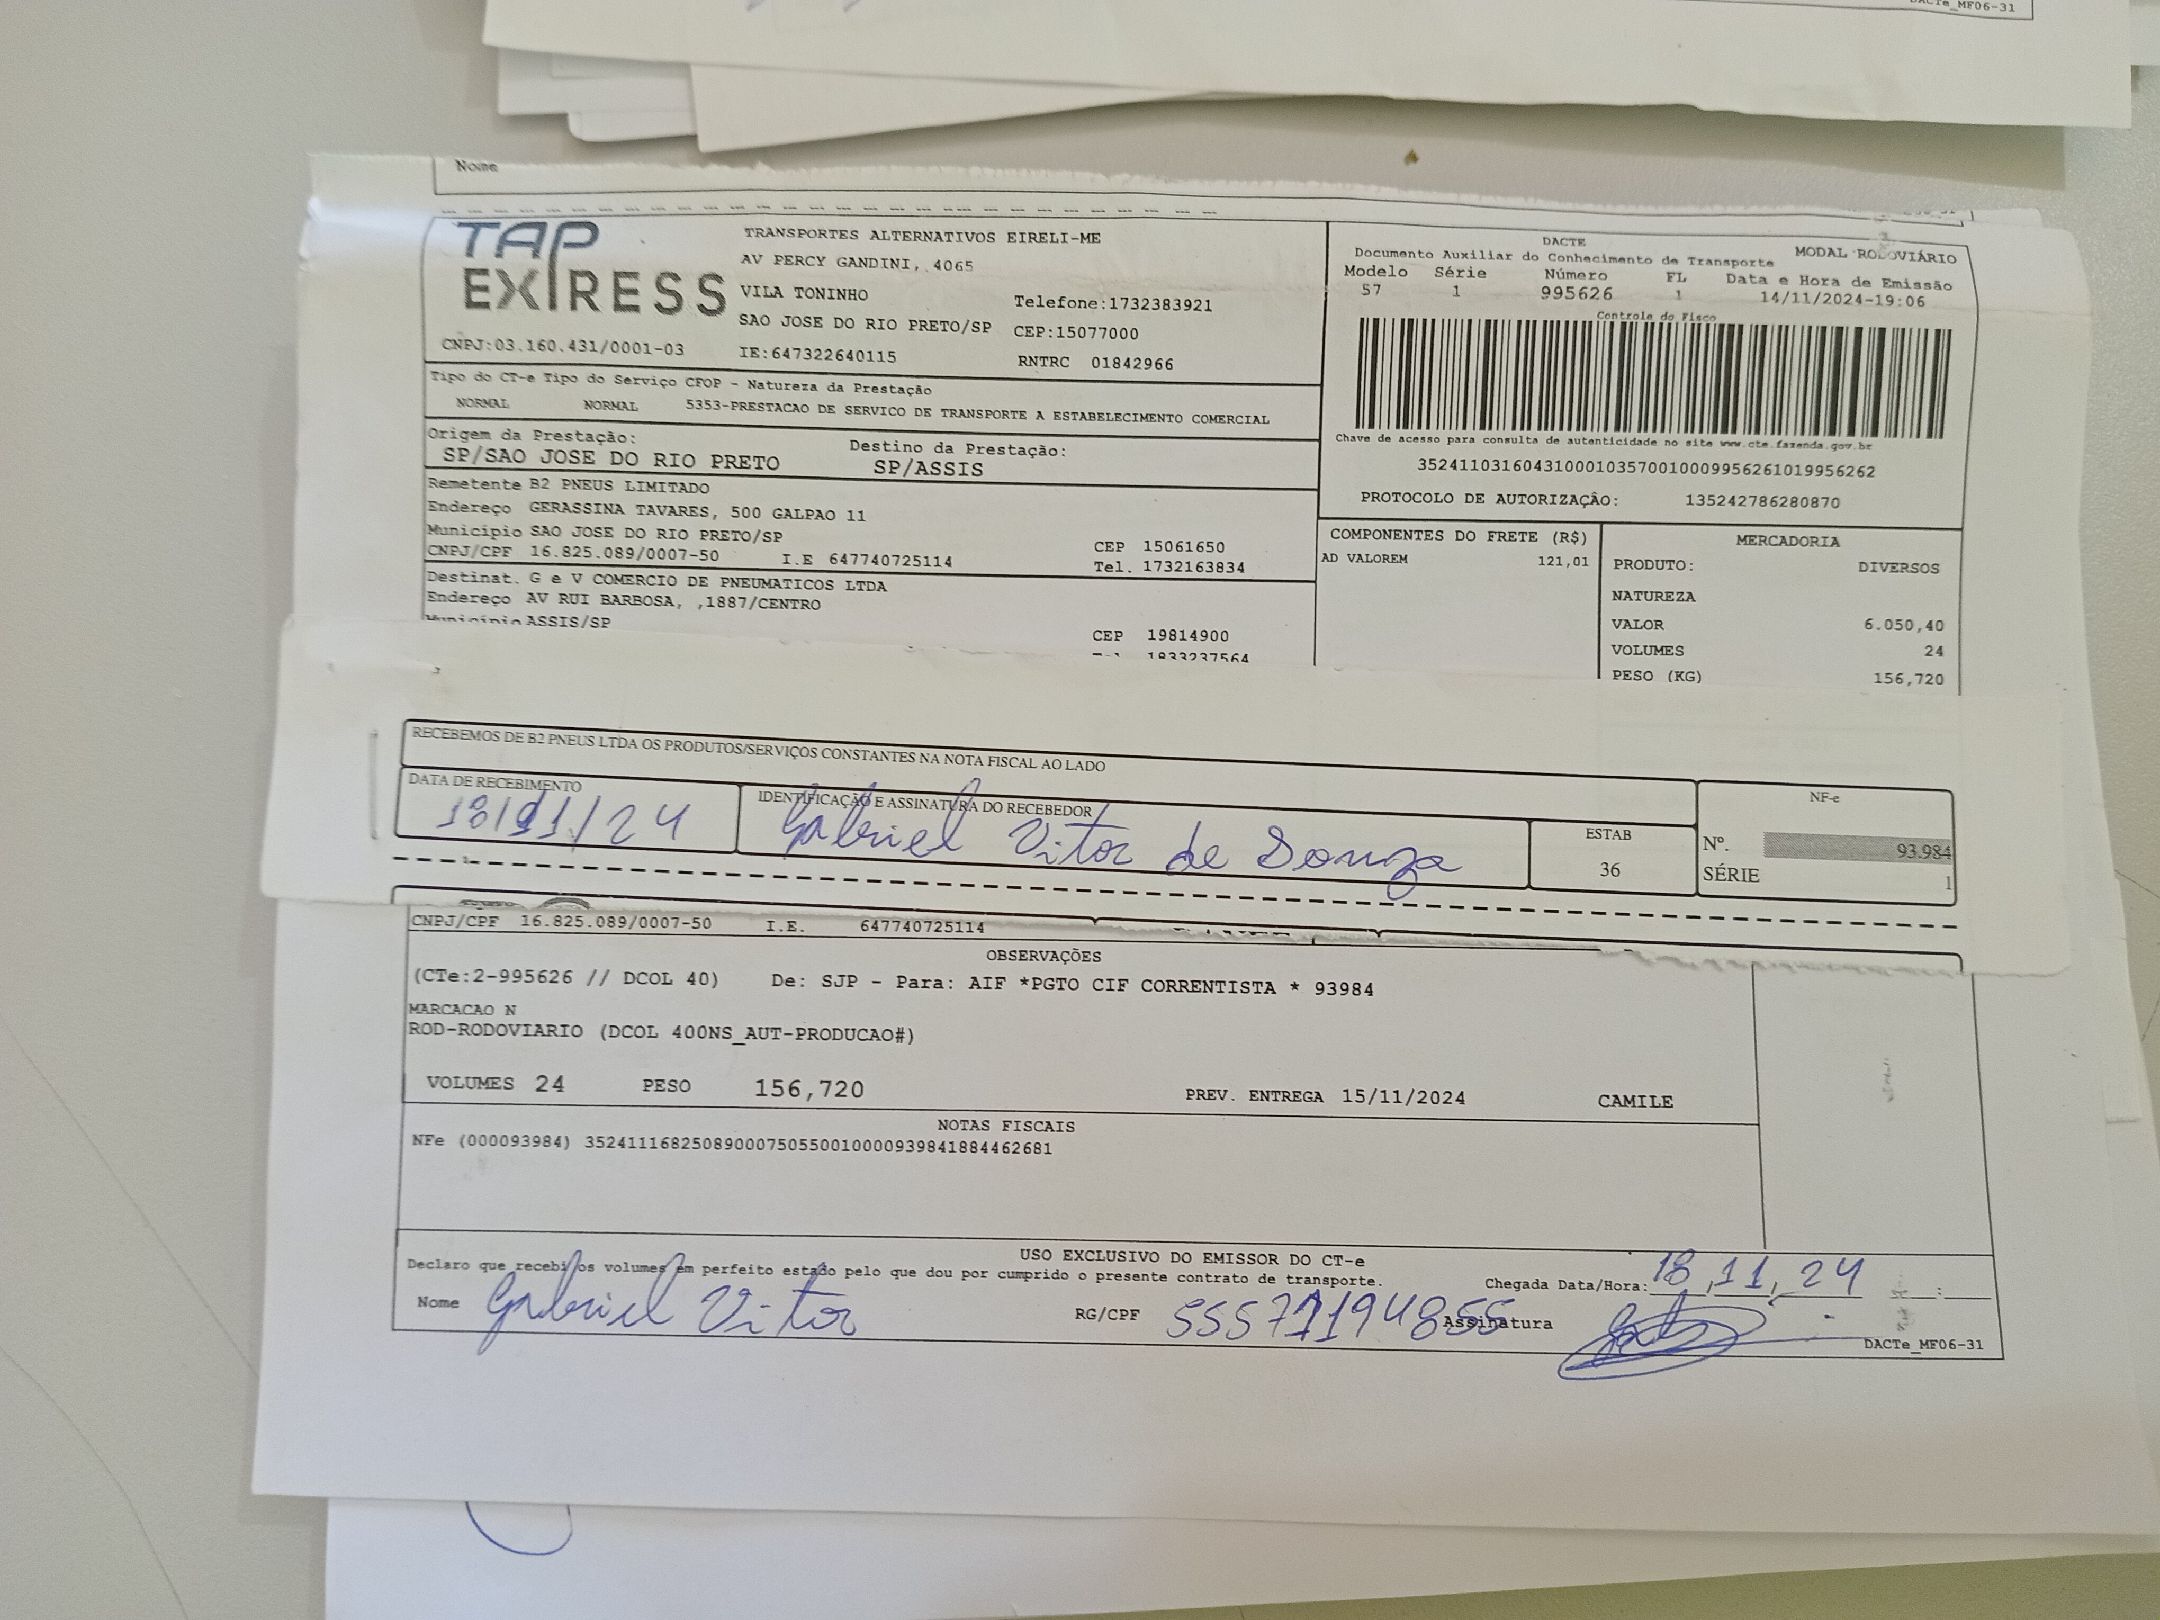 DACTe_MF06-31
Nome
TAP EXPRESS
TRANSPORTES ALTERNATIVOS EIRELI-ME
AV PERCY GANDINI, 4065
VILA TONINHO Telefone:1732383921
SAO JOSE DO RIO PRETO/SP CEP:15077000
CNPJ:03.160.431/0001-03 IE:647322640115 RNTRC 01842966
DACTE MODAL RODOVIÁRIO
Documento Auxiliar do Conhecimento de Transporte
Modelo Série Número FL Data e Hora de Emissão
57 1 995626 1 14/11/2024-19:06
Controle do Fisco
Chave de acesso para consulta de autenticidade no site www.cte.fazenda.gov.br
35241103160431000103570010009956261019956262
PROTOCOLO DE AUTORIZAÇÃO: 135242786280870
Tipo do CT-e Tipo do Serviço CFOP - Natureza da Prestação
NORMAL NORMAL 5353-PRESTACAO DE SERVICO DE TRANSPORTE A ESTABELECIMENTO COMERCIAL
Origem da Prestação: Destino da Prestação:
SP/SAO JOSE DO RIO PRETO SP/ASSIS
Remetente B2 PNEUS LIMITADO
Endereço GERASSINA TAVARES, 500 GALPAO 11
Município SAO JOSE DO RIO PRETO/SP CEP 15061650
CNPJ/CPF 16.825.089/0007-50 I.E 647740725114 Tel. 1732163834
Destinat. G e V COMERCIO DE PNEUMATICOS LTDA
Endereço AV RUI BARBOSA, ,1887/CENTRO
Município ASSIS/SP CEP 19814900
1833237564
COMPONENTES DO FRETE (R$)
AD VALOREM 121,01
MERCADORIA
PRODUTO: DIVERSOS
NATUREZA
VALOR 6.050,40
VOLUMES 24
PESO (KG) 156,720
RECEBEMOS DE B2 PNEUS LTDA OS PRODUTOS/SERVIÇOS CONSTANTES NA NOTA FISCAL AO LADO
DATA DE RECEBIMENTO IDENTIFICAÇÃO E ASSINATURA DO RECEBEDOR
18/11/24 Gabriel Vitor de Souza
ESTAB
36
NF-e
Nº. 93.984
SÉRIE 1
CNPJ/CPF 16.825.089/0007-50 I.E. 647740725114
OBSERVAÇÕES
(CTe:2-995626 // DCOL 40) De: SJP - Para: AIF *PGTO CIF CORRENTISTA * 93984
MARCACAO N
ROD-RODOVIARIO (DCOL 400NS_AUT-PRODUCAO#)
VOLUMES 24 PESO 156,720 PREV. ENTREGA 15/11/2024 CAMILE
NOTAS FISCAIS
NFe (000093984) 35241116825089000750550010000939841884462681
USO EXCLUSIVO DO EMISSOR DO CT-e
Declaro que recebi os volumes em perfeito estado pelo que dou por cumprido o presente contrato de transporte. Chegada Data/Hora: 18,11,24
Nome Gabriel Vitor RG/CPF 55571194855 Assinatura
DACTe_MF06-31